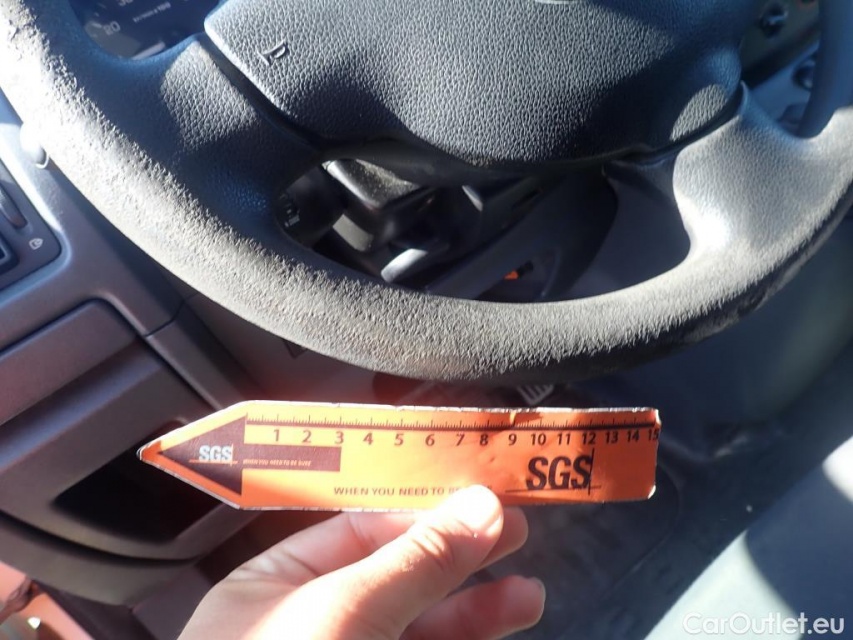 20
1 2 3 4 5 6 7 8 9 10 11 12 13 14 15
SGS
WHEN YOU NEED TO BE SURE
SGS
WHEN YOU NEED TO
CarOutlet.eu